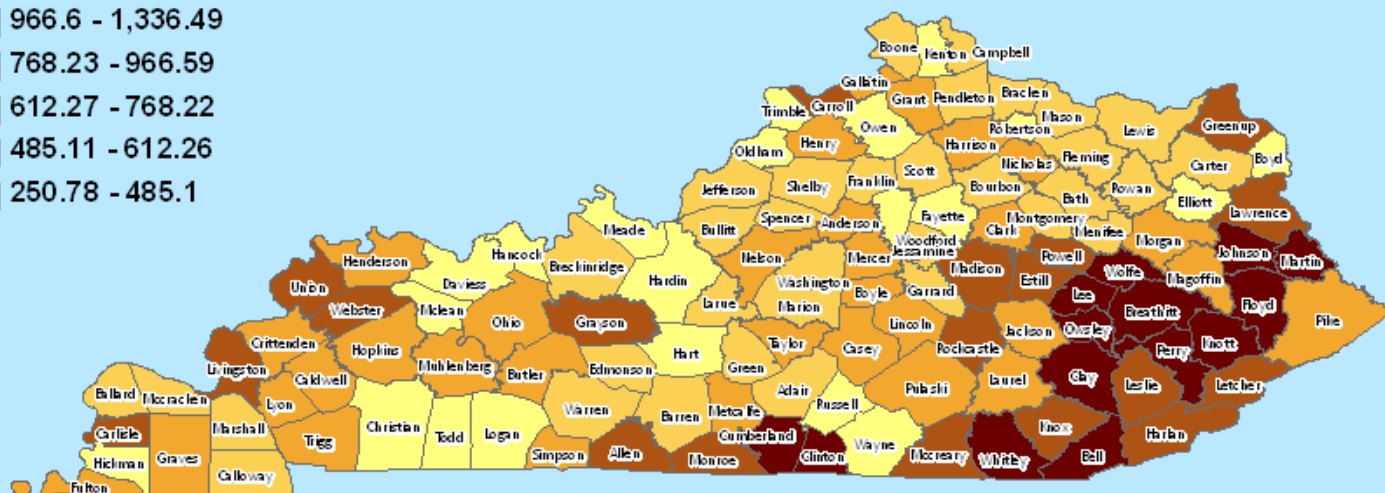 966.6 - 1,336.49
768.23 - 966.59
612.27 - 768.22
485.11 - 612.26
250.78 - 485.1
Boone
Kenton
Campbell
Gallatin
Trimble
Carroll
Grant
Pendleton
Bracken
Mason
Owen
Robertson
Lewis
Greenup
Oldham
Henry
Harrison
Nicholas
Fleming
Carter
Boyd
Jefferson
Shelby
Franklin
Scott
Bourbon
Bath
Rowan
Elliott
Meade
Bullitt
Spencer
Anderson
Woodford
Fayette
Clark
Montgomery
Menifee
Morgan
Lawrence
Henderson
Hancock
Daviess
Breckinridge
Hardin
Nelson
Mercer
Jessamine
Madison
Powell
Wolfe
Magoffin
Johnson
Martin
Union
Webster
Mclean
Ohio
Grayson
Larue
Washington
Marion
Boyle
Garrard
Estill
Lee
Breathitt
Floyd
Pike
Crittenden
Hopkins
Muhlenberg
Butler
Edmonson
Hart
Green
Taylor
Casey
Lincoln
Rockcastle
Jackson
Owsley
Perry
Knott
Livingston
Caldwell
Lyon
Ballard
Mccracken
Marshall
Trigg
Christian
Todd
Logan
Warren
Barren
Metcalfe
Adair
Russell
Pulaski
Laurel
Clay
Leslie
Letcher
Carlisle
Hickman
Graves
Fulton
Calloway
Simpson
Allen
Monroe
Cumberland
Clinton
Wayne
Mccreary
Whitley
Knox
Bell
Harlan